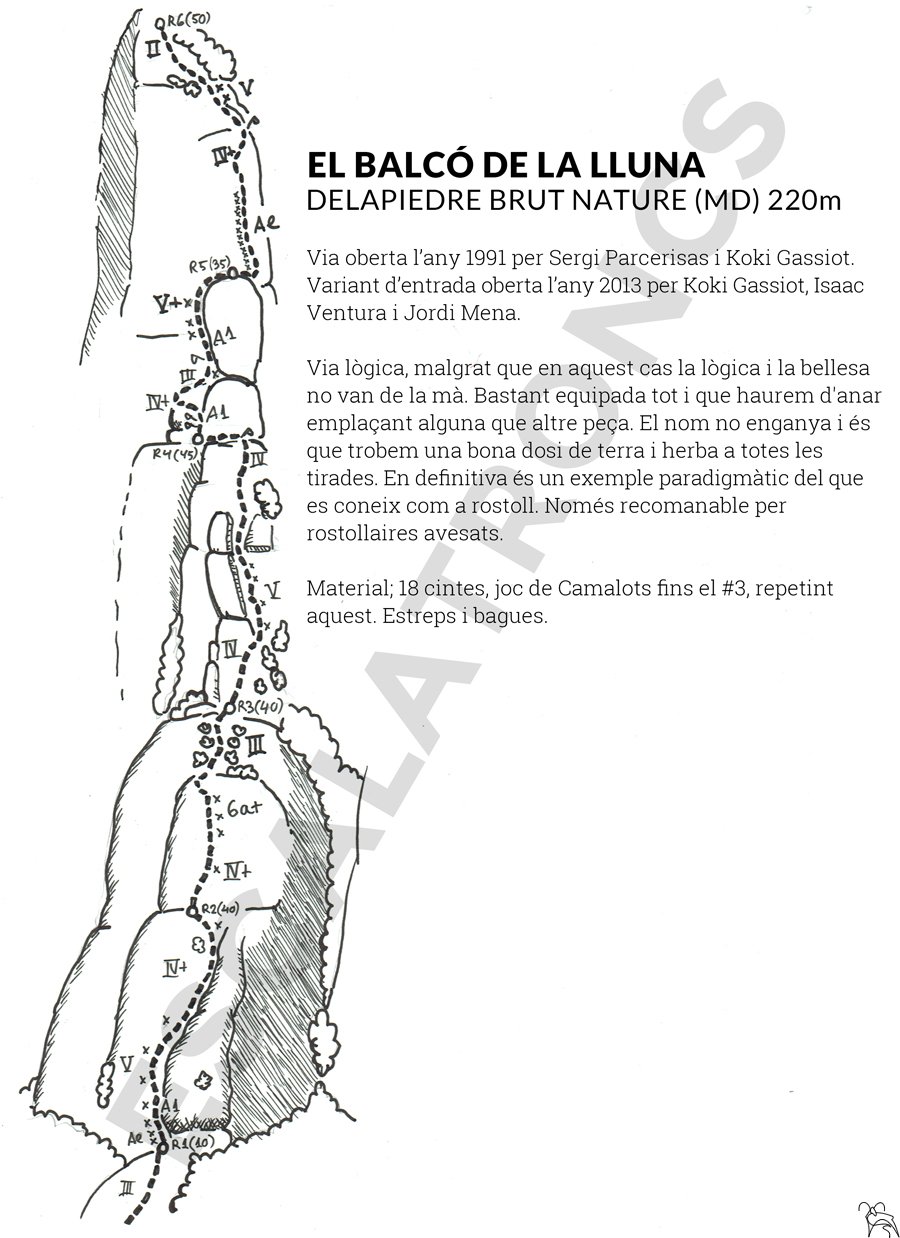 R6(50)
II
V
IV+
EL BALCÓ DE LA LLUNA
DELAPIEDRE BRUT NATURE (MD) 220m
Ae
Via oberta l'any 1991 per Sergi Parcerisas i Koki Gassiot.
Variant d'entrada oberta l'any 2013 per Koki Gassiot, Isaac
Ventura i Jordi Mena.
R5(35)
V+
A1
III
IV+
A1
Via lògica, malgrat que en aquest cas la lògica i la bellesa
no van de la mà. Bastant equipada tot i que haurem d'anar
emplaçant alguna que altre peça. El nom no enganya i és
que trobem una bona dosi de terra i herba a totes les
tirades. En definitiva és un exemple paradigmàtic del que
es coneix com a rostoll. Només recomanable per
rostollaires avesats.
R4(45)
IV
V
Material; 18 cintes, joc de Camalots fins el #3, repetint
aquest. Estreps i bagues.
IV
R3(40)
III
6a+
IV+
R2(40)
IV+
V
A1
Ae
R1(10)
III
ESCALATRONCS